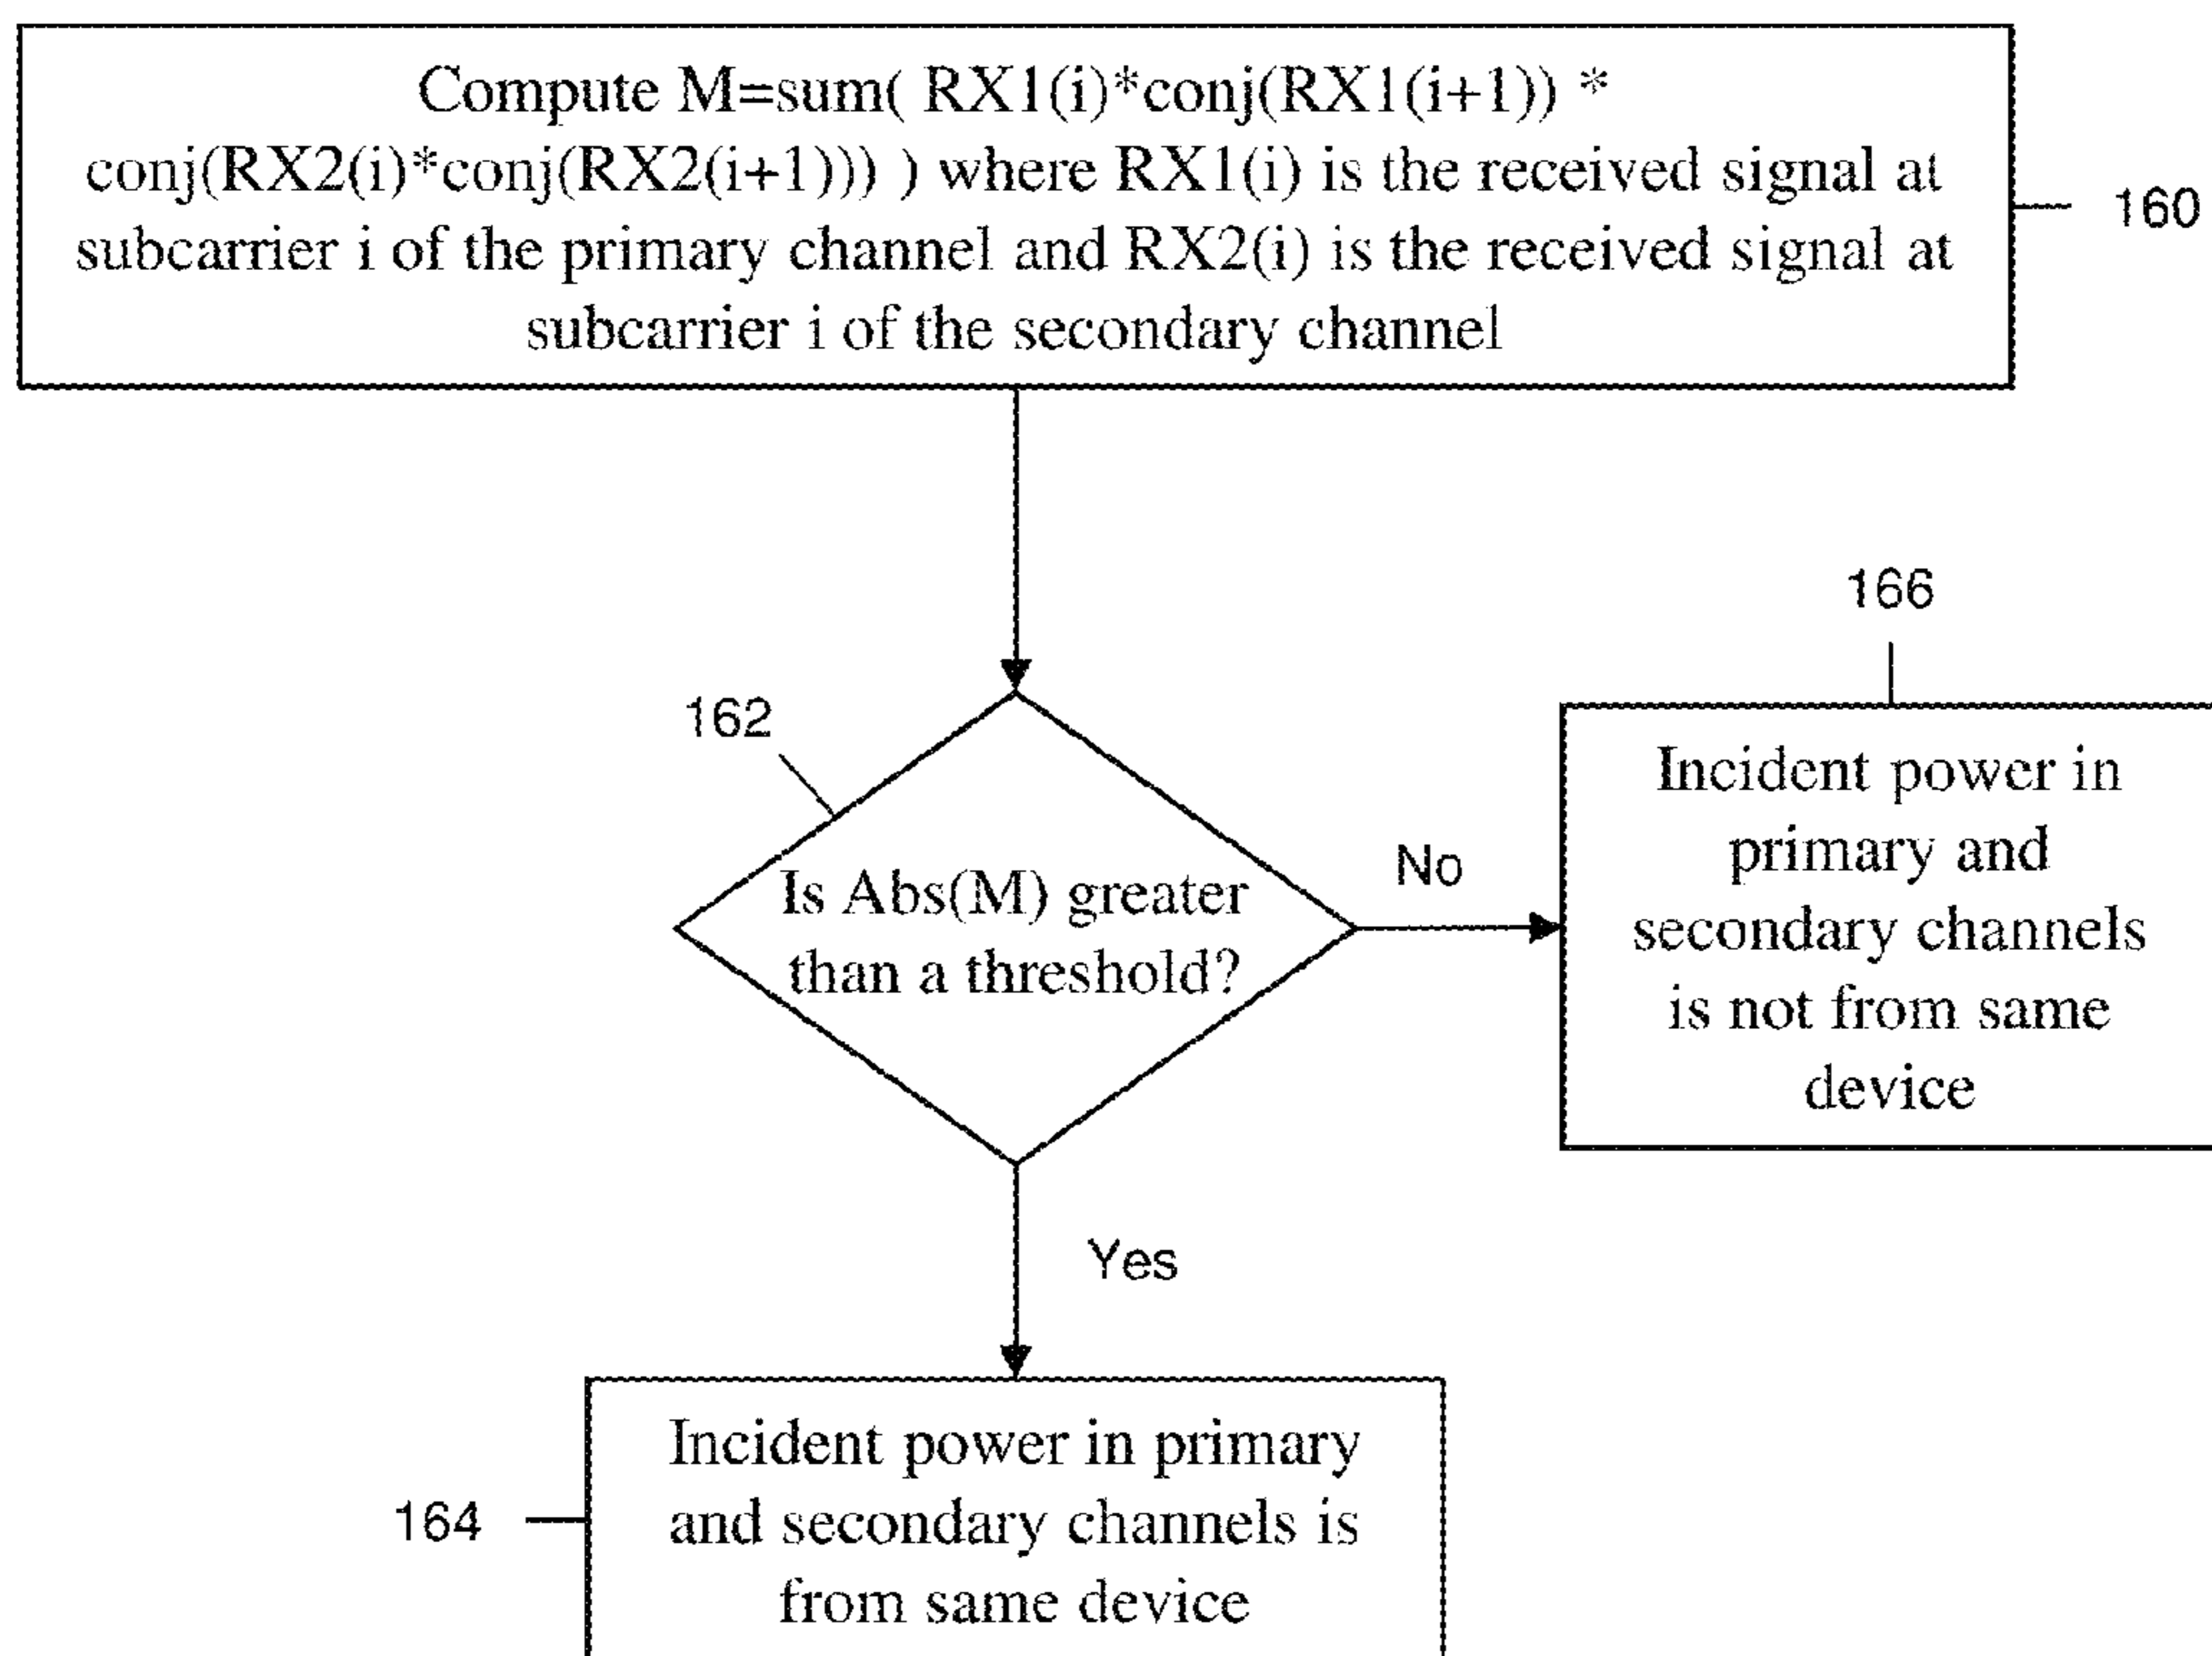 Compute M=sum( RX1(i)*conj(RX1(i+1)) *
conj(RX2(i)*conj(RX2(i+1))) ) where RX1(i) is the received signal at
subcarrier i of the primary channel and RX2(i) is the received signal at
subcarrier i of the secondary channel
160
162
Is Abs(M) greater
than a threshold?
No
166
Incident power in
primary and
secondary channels
is not from same
device
Yes
164
Incident power in primary
and secondary channels is
from same device